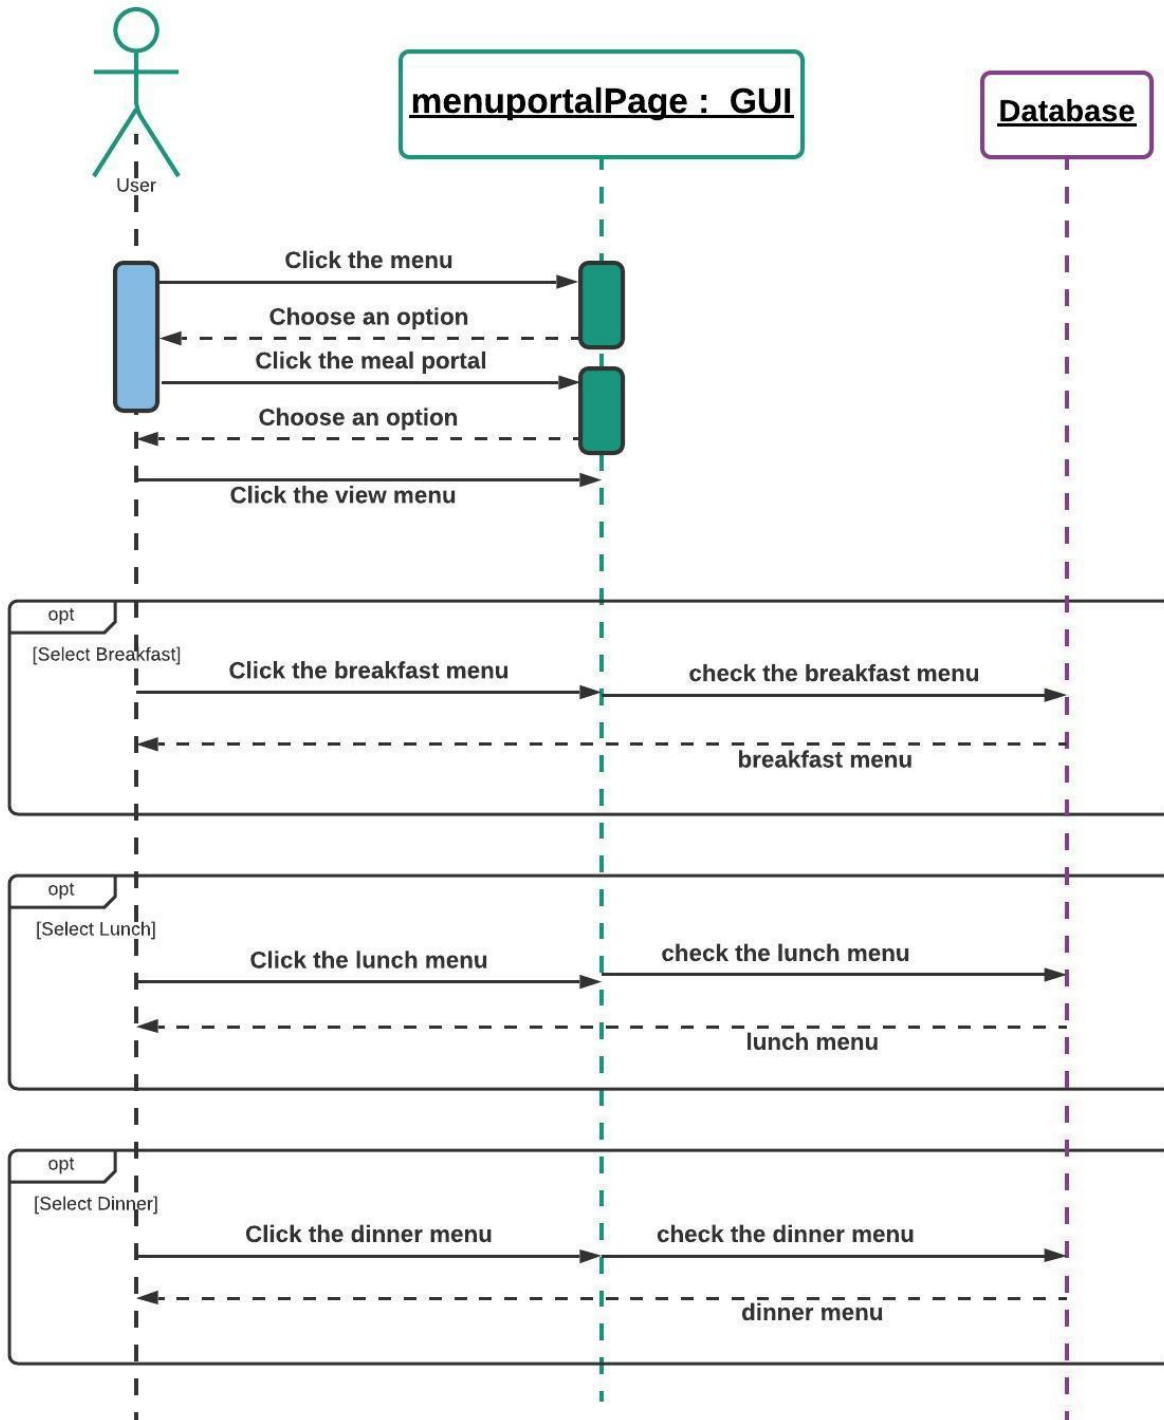 menuportalPage :  GUI
Database
User
Click the menu
Choose an option
Click the meal portal
Choose an option
Click the view menu
opt
[Select Breakfast]
Click the breakfast menu
check the breakfast menu
breakfast menu
opt
[Select Lunch]
Click the lunch menu
check the lunch menu
lunch menu
opt
[Select Dinner]
Click the dinner menu
check the dinner menu
dinner menu